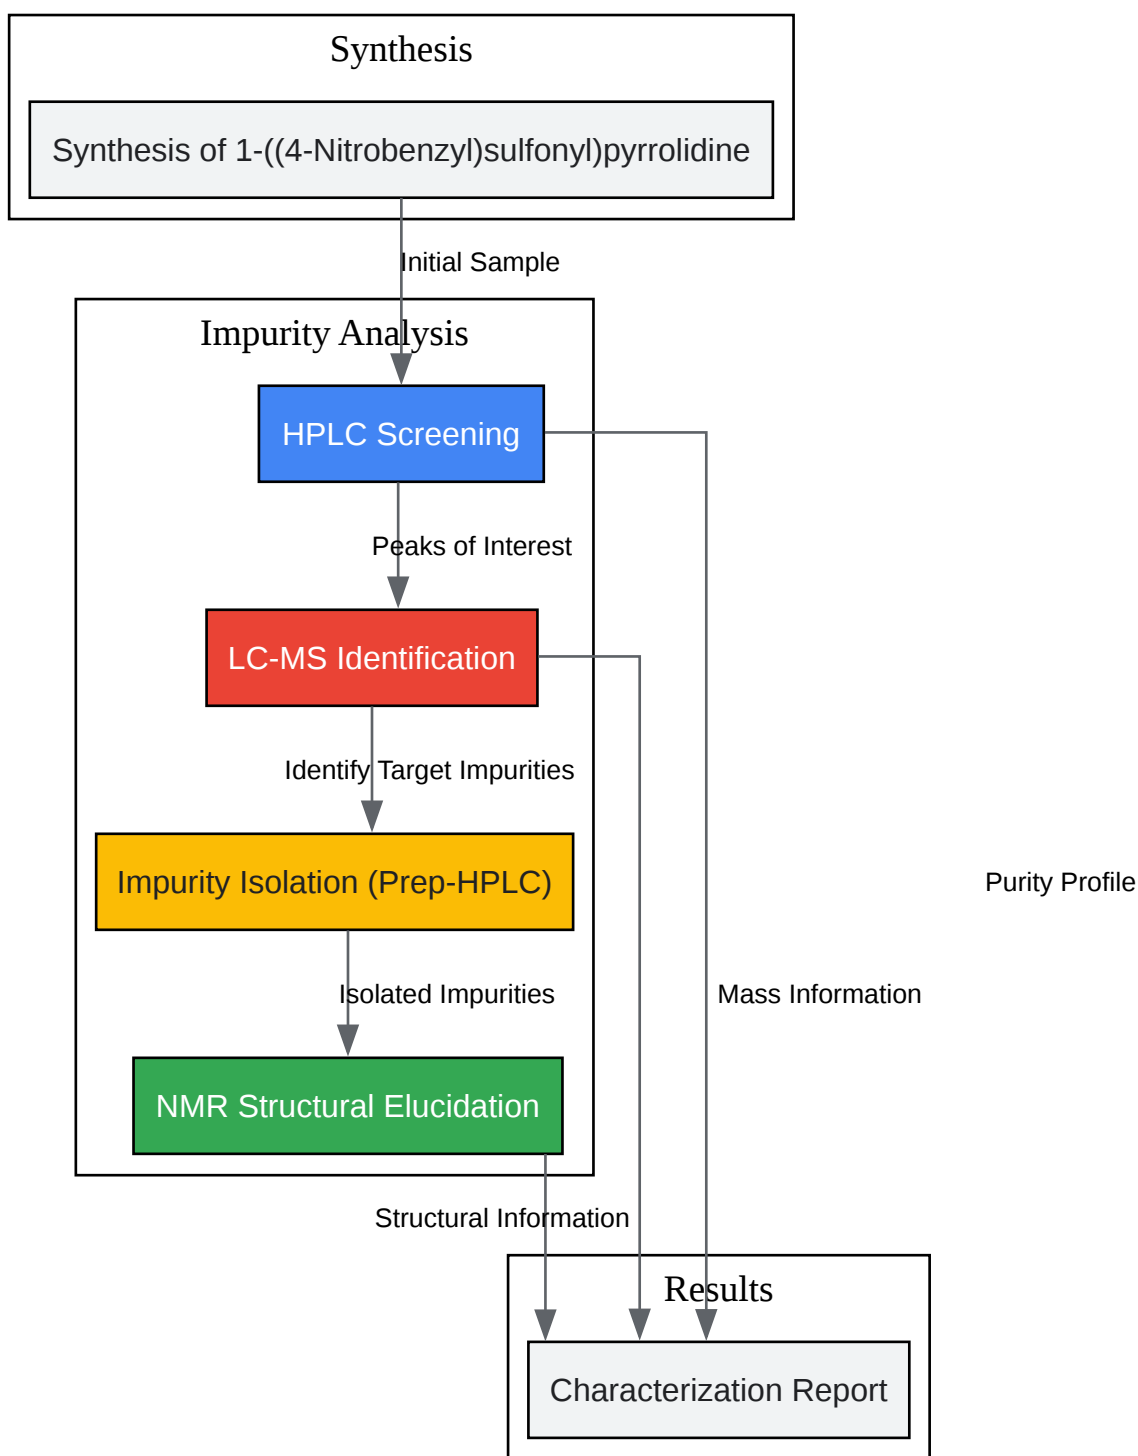 Synthesis
Synthesis of 1-((4-Nitrobenzyl)sulfonyl)pyrrolidine
Initial Sample
Impurity Analysis
HPLC Screening
Peaks of Interest
LC-MS Identification
Identify Target Impurities
Impurity Isolation (Prep-HPLC)
Purity Profile
Isolated Impurities
Mass Information
NMR Structural Elucidation
Structural Information
Results
Characterization Report